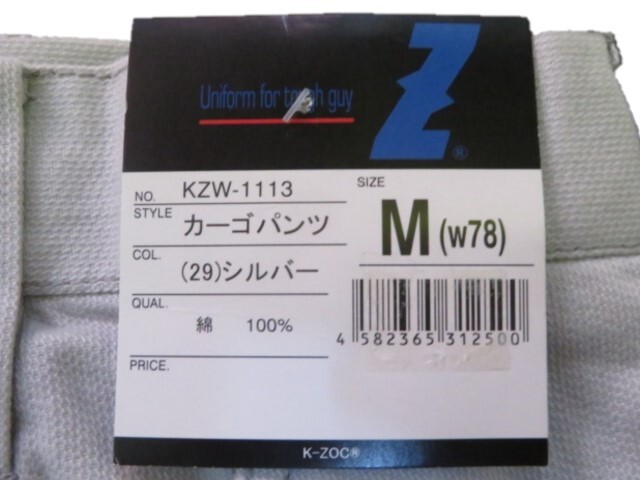 Z®
Uniform for tough guy
NO. KZW-1113
STYLE カーゴパンツ
COL. (29)シルバー
QUAL. 綿 100%
PRICE.
SIZE
M(w78)
4 582365 312500
K-ZOC®